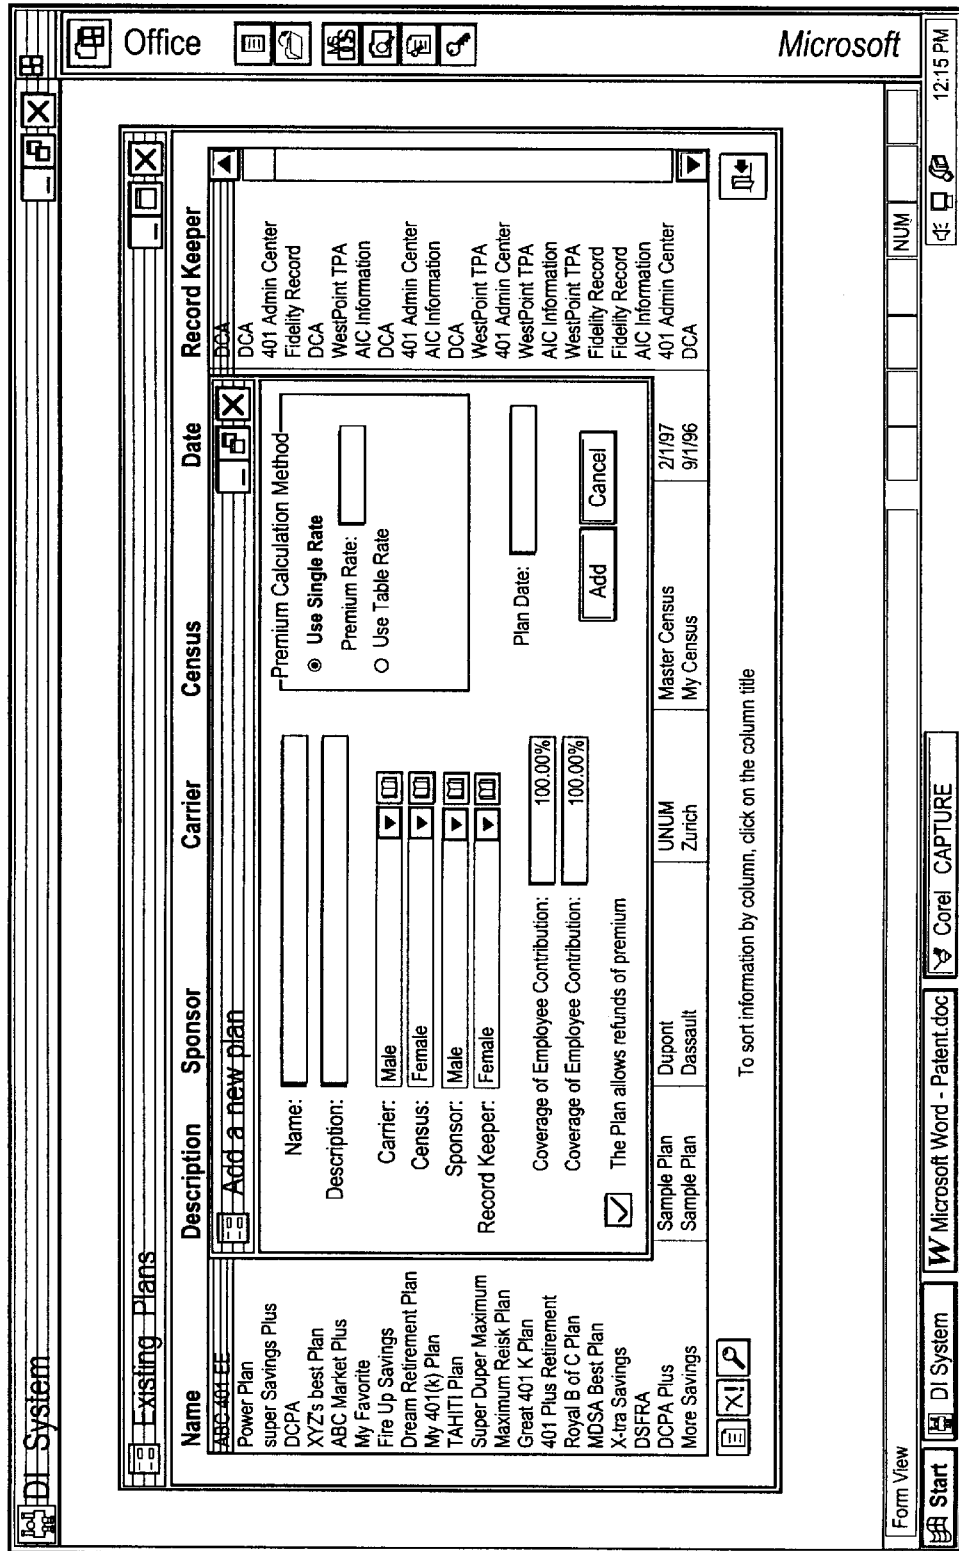 DI System
Office
MS
DOS
Microsoft
Existing Plans
Name Description Sponsor Carrier Census Date Record Keeper
ABC 401 EE DCA
Power Plan DCA
super Savings Plus 401 Admin Center
DCPA Fidelity Record
XYZ's best Plan DCA
ABC Market Plus WestPoint TPA
My Favorite AIC Information
Fire Up Savings DCA
Dream Retirement Plan 401 Admin Center
My 401(k) Plan AIC Information
TAHITI Plan DCA
Super Duper Maximum WestPoint TPA
Maximum Reisk Plan 401 Admin Center
Great 401 K Plan WestPoint TPA
401 Plus Retirement AIC Information
Royal B of C Plan WestPoint TPA
MDSA Best Plan Fidelity Record
X-tra Savings Fidelity Record
DSFRA AIC Information
DCPA Plus Sample Plan Dupont UNUM Master Census 2/1/97 401 Admin Center
More Savings Sample Plan Dassault Zurich My Census 9/1/96 DCA
Add a new plan
Name:
Description:
Carrier: Male
Census: Female
Sponsor: Male
Record Keeper: Female
Coverage of Employee Contribution: 100.00%
Coverage of Employee Contribution: 100.00%
The Plan allows refunds of premium
Premium Calculation Method
Use Single Rate
Premium Rate:
Use Table Rate
Plan Date:
Add Cancel
To sort information by column, click on the column title
Form View NUM
Start DI System W Microsoft Word - Patent.doc Corel CAPTURE 12:15 PM